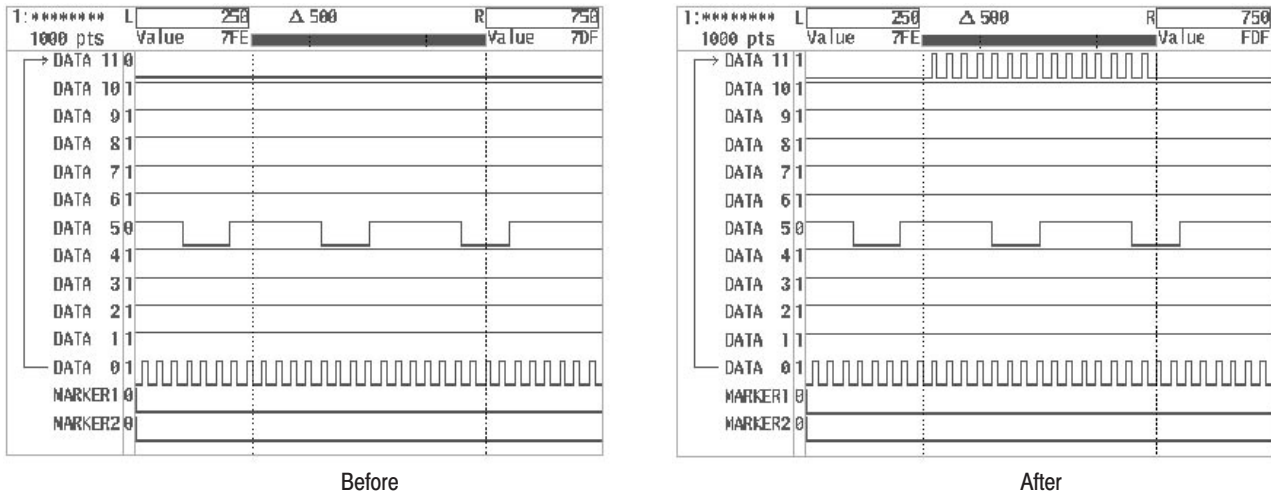 1:******** L 250 Δ 500 R 750
1000 pts Value 7FE Value 7DF
DATA 11 0
DATA 10 1
DATA 9 1
DATA 8 1
DATA 7 1
DATA 6 1
DATA 5 0
DATA 4 1
DATA 3 1
DATA 2 1
DATA 1 1
DATA 0 1
MARKER1 0
MARKER2 0
Before
1:******** L 250 Δ 500 R 750
1000 pts Value 7FE Value FDF
DATA 11 1
DATA 10 1
DATA 9 1
DATA 8 1
DATA 7 1
DATA 6 1
DATA 5 0
DATA 4 1
DATA 3 1
DATA 2 1
DATA 1 1
DATA 0 1
MARKER1 0
MARKER2 0
After